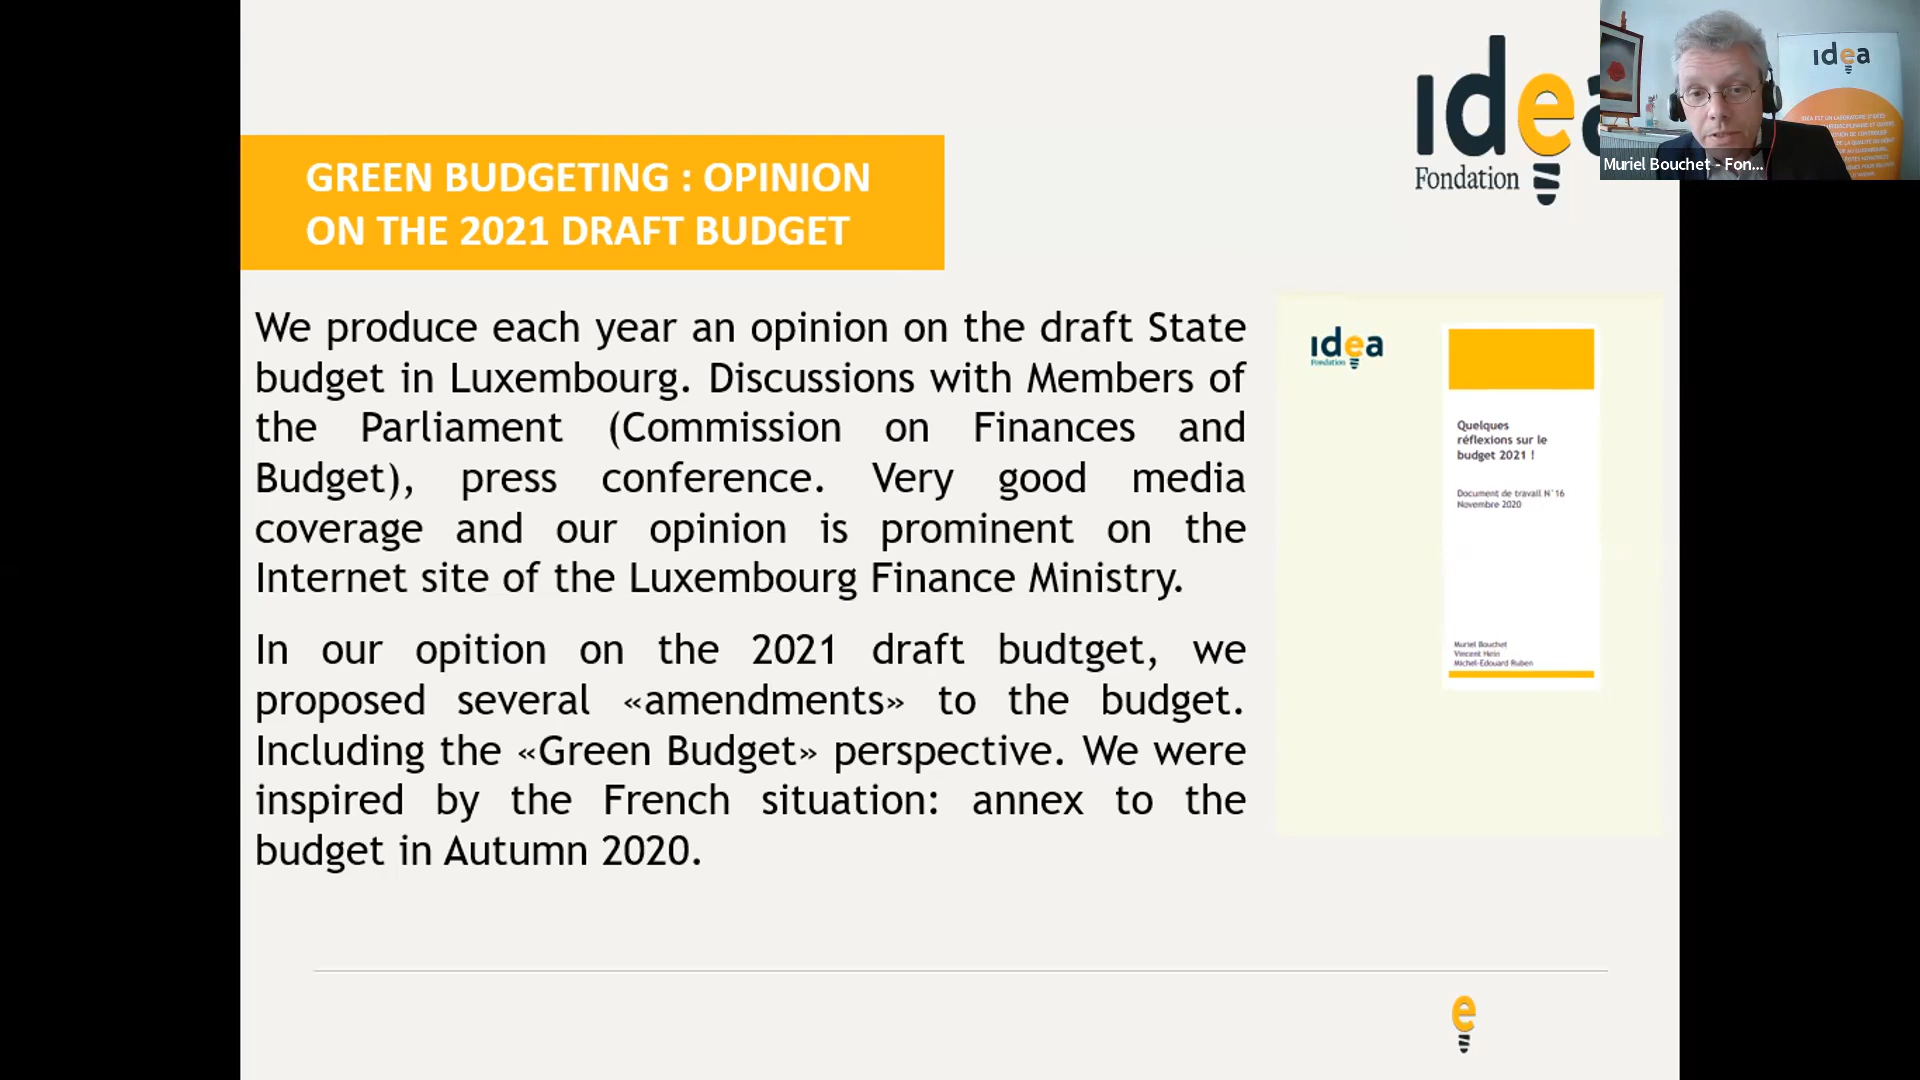 idea
Fondation
idea
Muriel Bouchet - Fon...
GREEN BUDGETING : OPINION
ON THE 2021 DRAFT BUDGET
We produce each year an opinion on the draft State
budget in Luxembourg. Discussions with Members of
the Parliament (Commission on Finances and
Budget), press conference. Very good media
coverage and our opinion is prominent on the
Internet site of the Luxembourg Finance Ministry.
In our opition on the 2021 draft budtget, we
proposed several «amendments» to the budget.
Including the «Green Budget» perspective. We were
inspired by the French situation: annex to the
budget in Autumn 2020.
idea
Fondation
Quelques
réflexions sur le
budget 2021 !
Document de travail N°16
Novembre 2020
Muriel Bouchet
Vincent Hein
Michel-Edouard Ruben
e